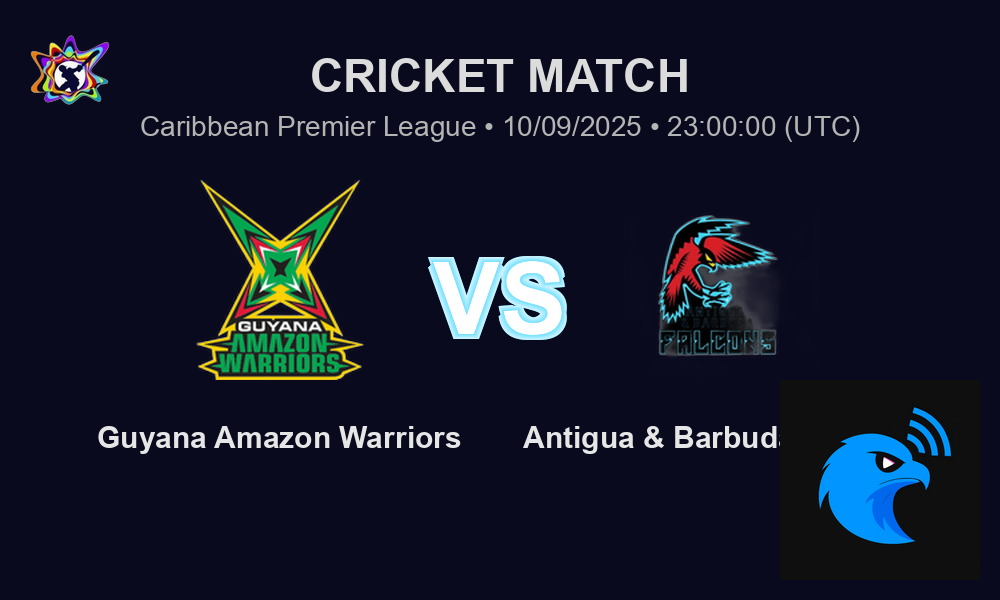 CRICKET MATCH
Caribbean Premier League • 10/09/2025 • 23:00:00 (UTC)
GUYANA
AMAZON
WARRIORS
VS
FALCONS
Guyana Amazon Warriors
Antigua & Barbuda